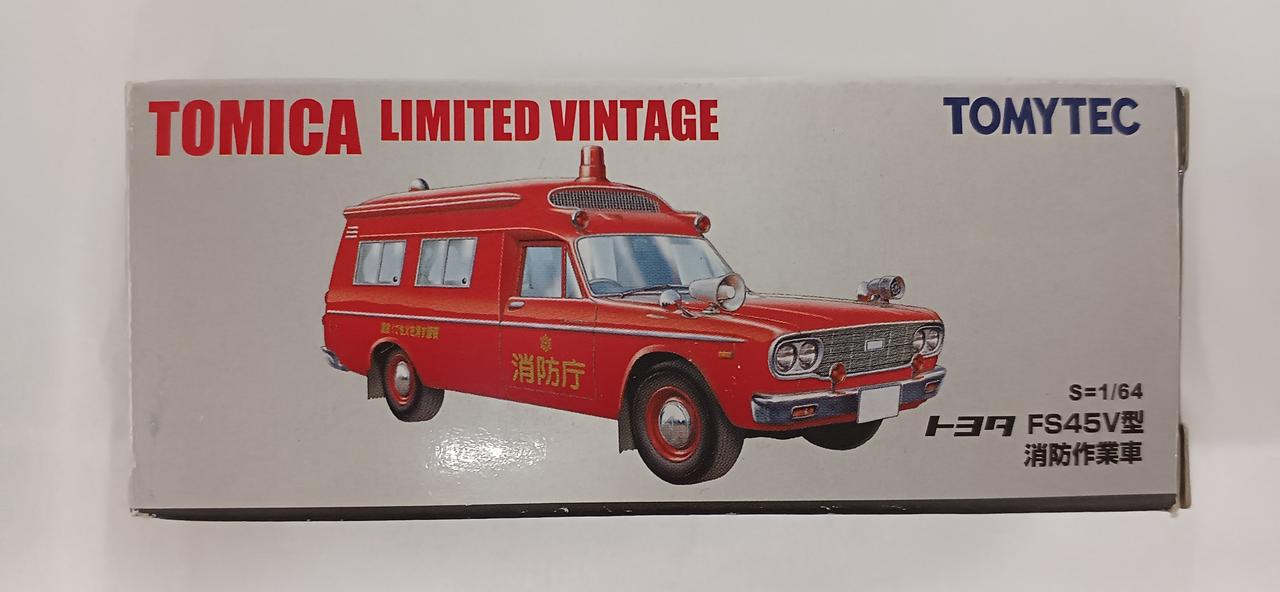 TOMICA LIMITED VINTAGE
TOMYTEC
消防庁
S=1/64
トヨタ FS45V型
消防作業車